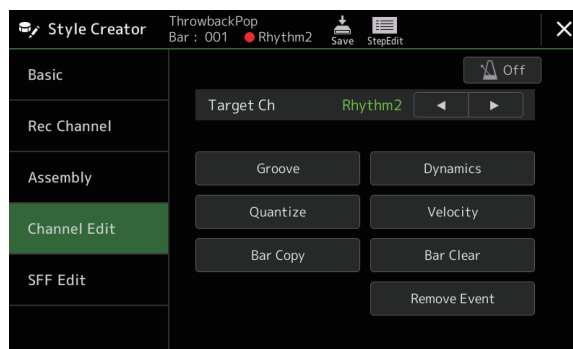 Style Creator
ThrowbackPop
Bar : 001 Rhythm2
Save
StepEdit
Basic
Rec Channel
Assembly
Channel Edit
SFF Edit
Off
Target Ch Rhythm2
Groove Dynamics
Quantize Velocity
Bar Copy Bar Clear
Remove Event